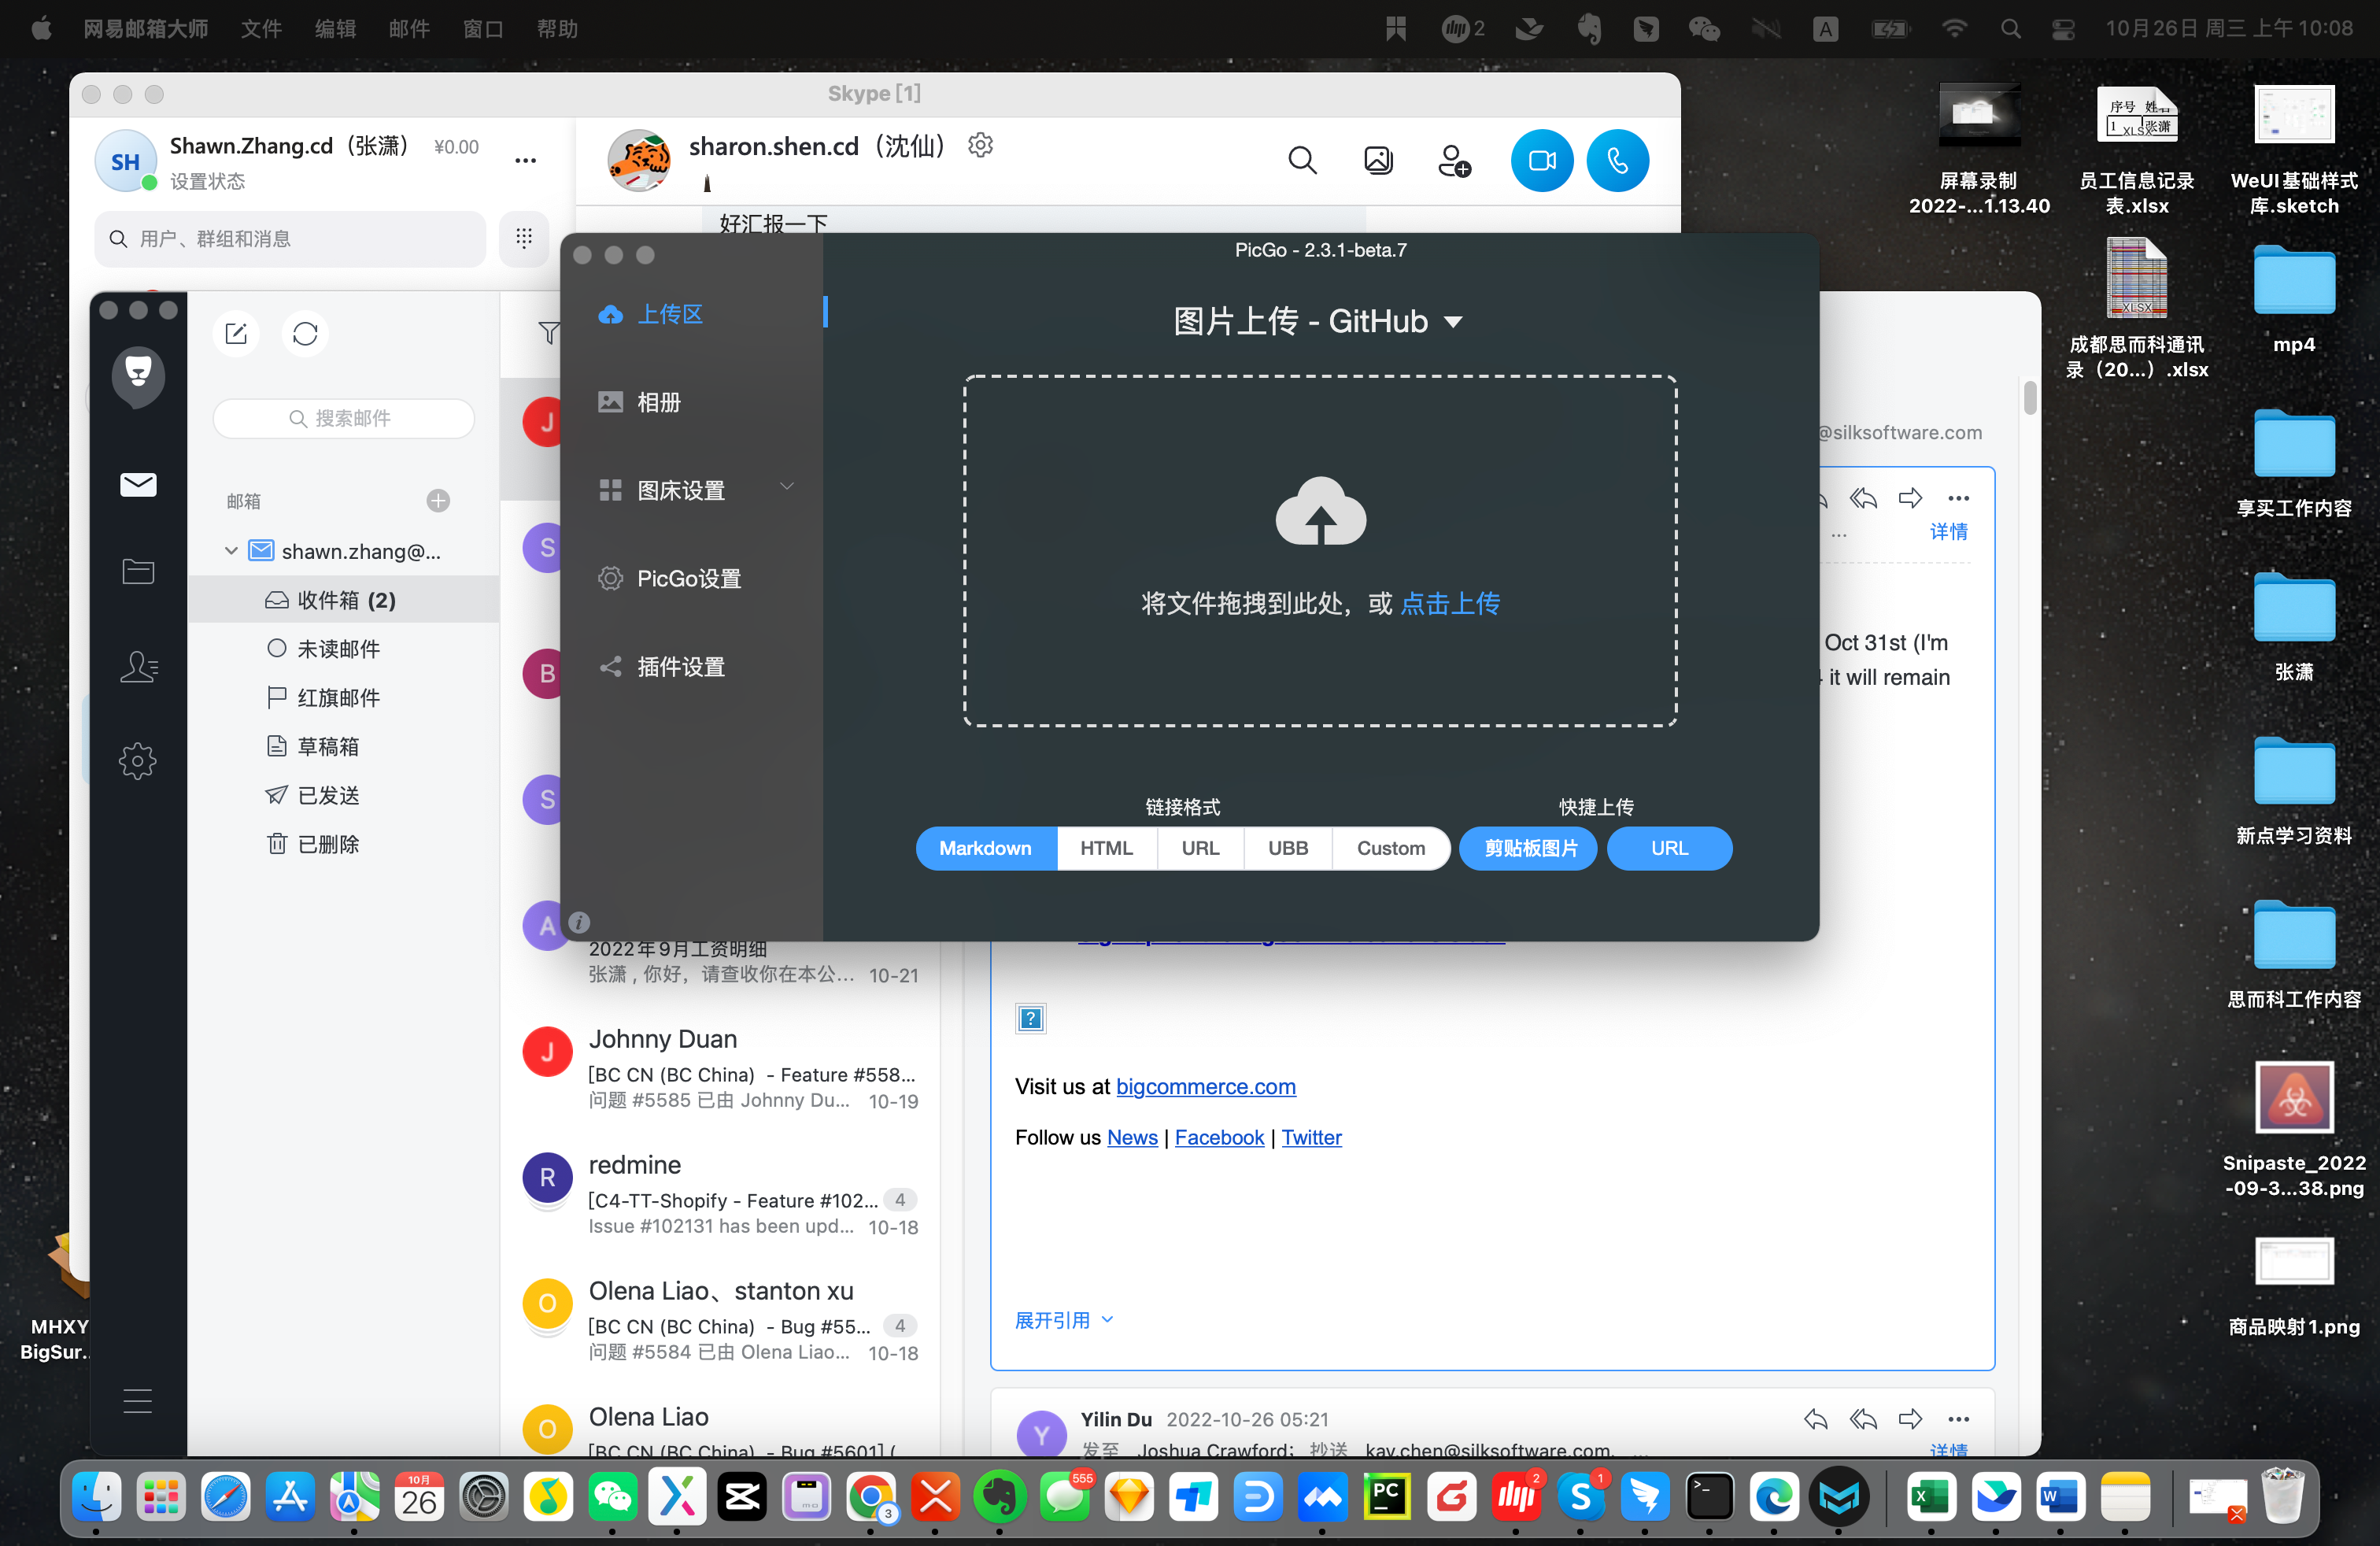 网易邮箱大师 文件 编辑 邮件 窗口 帮助
2 A 10月26日 周三 上午 10:08
Skype [1]
SH Shawn.Zhang.cd（张潇） ¥0.00
设置状态
用户、群组和消息
sharon.shen.cd（沈仙）
好汇报一下
搜索邮件
邮箱
shawn.zhang@...
收件箱 (2)
未读邮件
红旗邮件
草稿箱
已发送
已删除
J
S
B
S
A
PicGo - 2.3.1-beta.7
上传区
相册
图床设置
PicGo设置
插件设置
图片上传 - GitHub
将文件拖拽到此处，或 点击上传
链接格式
快捷上传
Markdown HTML URL UBB Custom
剪贴板图片 URL
@silksoftware.com
...
详情
Oct 31st (I'm
it will remain
2022年9月工资明细
张潇 , 你好，请查收你在本公... 10-21
J
Johnny Duan
[BC CN (BC China) - Feature #558...
问题 #5585 已由 Johnny Du... 10-19
R
redmine
[C4-TT-Shopify - Feature #102... 4
Issue #102131 has been upd... 10-18
O
Olena Liao、stanton xu
[BC CN (BC China) - Bug #55... 4
问题 #5584 已由 Olena Liao... 10-18
O
Olena Liao
[BC CN (BC China) - Bug #5601] (
Visit us at bigcommerce.com
Follow us News | Facebook | Twitter
展开引用
Y
Yilin Du 2022-10-26 05:21
发至 Joshua Crawford; 抄送 kay.chen@silksoftware.com, ...
详情
屏幕录制
2022-...1.13.40
序号 姓名
1 张潇
XLSX
员工信息记录
表.xlsx
WeUI基础样式
库.sketch
XLSX
成都思而科通讯
录（20...）.xlsx
mp4
享买工作内容
张潇
新点学习资料
思而科工作内容
Snipaste_2022
-09-3...38.png
商品映射1.png
MHXY
BigSur..
10月
26
3
555
PC
2
1